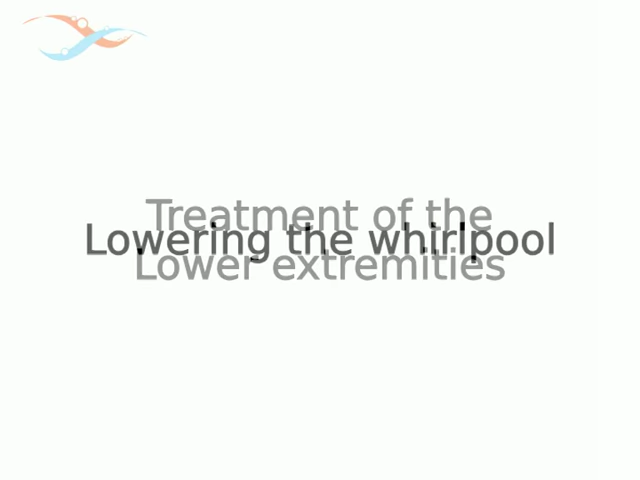 Treatment of the
Lowering the whirlpool
Lower extremities